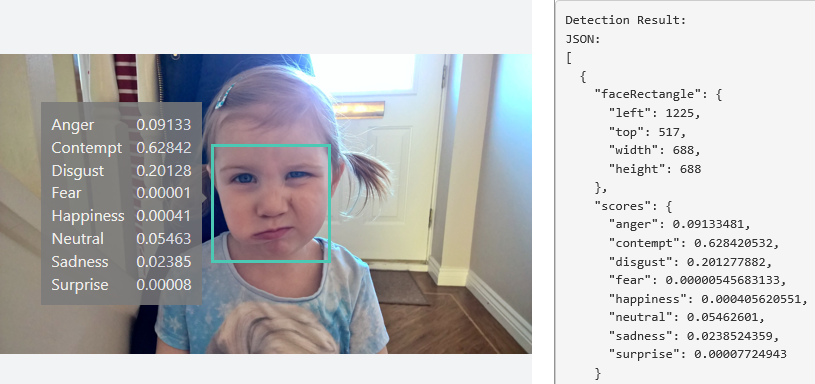 Anger 0.09133
Contempt 0.62842
Disgust 0.20128
Fear 0.00001
Happiness 0.00041
Neutral 0.05463
Sadness 0.02385
Surprise 0.00008
Detection Result:
JSON:
[
{
"faceRectangle": {
"left": 1225,
"top": 517,
"width": 688,
"height": 688
},
"scores": {
"anger": 0.09133481,
"contempt": 0.628420532,
"disgust": 0.201277882,
"fear": 0.00000545683133,
"happiness": 0.000405620551,
"neutral": 0.05462601,
"sadness": 0.0238524359,
"surprise": 0.00007724943
}